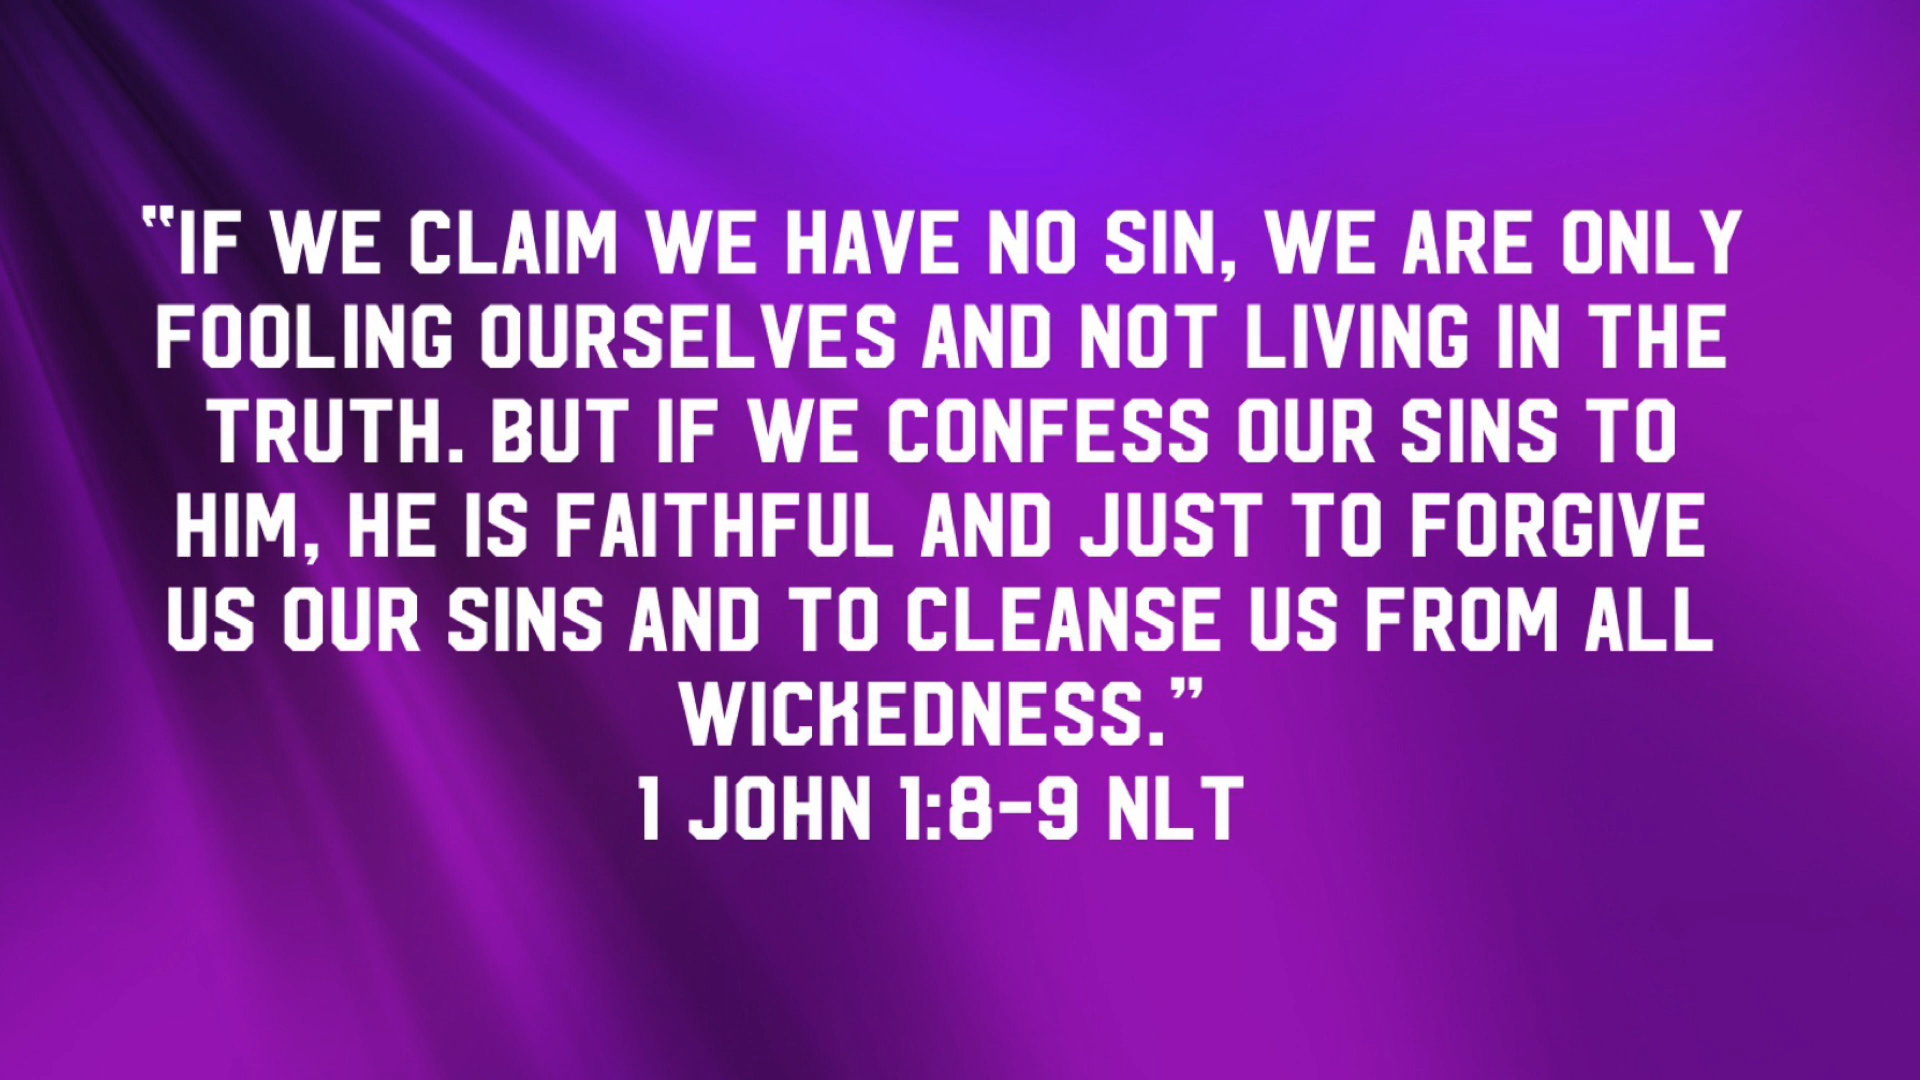 “IF WE CLAIM WE HAVE NO SIN, WE ARE ONLY
FOOLING OURSELVES AND NOT LIVING IN THE
TRUTH. BUT IF WE CONFESS OUR SINS TO
HIM, HE IS FAITHFUL AND JUST TO FORGIVE
US OUR SINS AND TO CLEANSE US FROM ALL
WICKEDNESS.”
1 JOHN 1:8-9 NLT